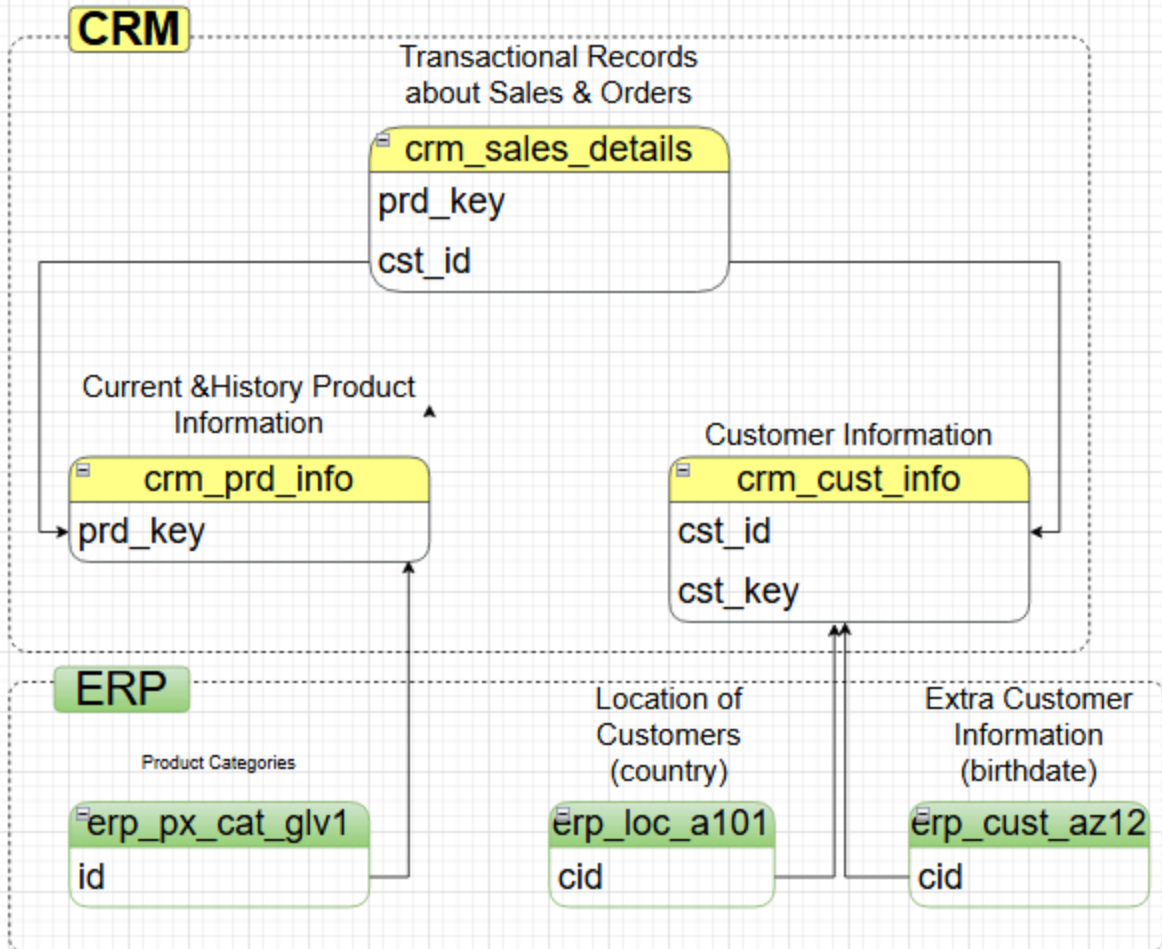 CRM
Transactional Records
about Sales & Orders
crm_sales_details
prd_key
cst_id
Current &History Product
Information
crm_prd_info
prd_key
Customer Information
crm_cust_info
cst_id
cst_key
ERP
Product Categories
erp_px_cat_glv1
id
Location of
Customers
(country)
erp_loc_a101
cid
Extra Customer
Information
(birthdate)
erp_cust_az12
cid